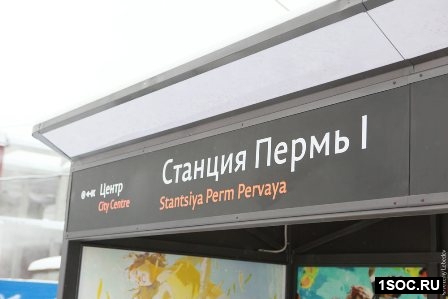 Центр
City Centre
Станция Пермь I
Stantsiya Perm Pervaya
1SOC.RU